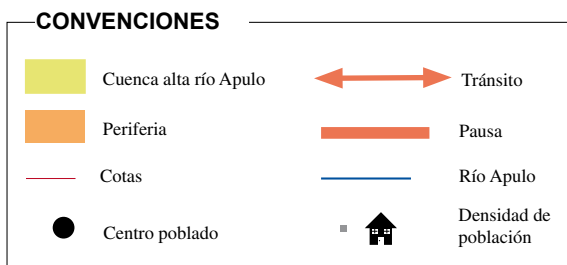 CONVENCIONES
Cuenca alta río Apulo
Tránsito
Periferia
Pausa
Cotas
Río Apulo
Centro poblado
Densidad de
población